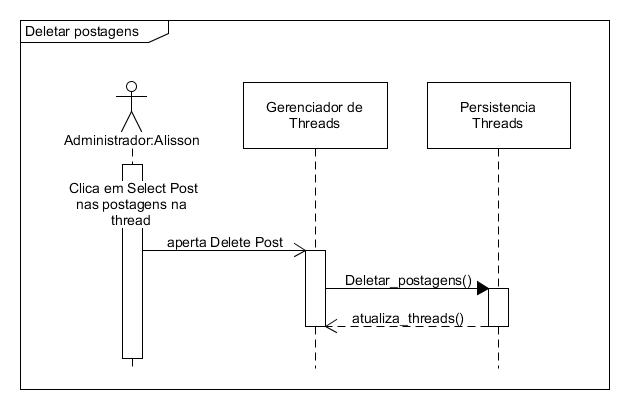 Deletar postagens
Administrador:Alisson
Gerenciador de
Threads
Persistencia
Threads
Clica em Select Post
nas postagens na
thread
aperta Delete Post
Deletar_postagens()
atualiza_threads()